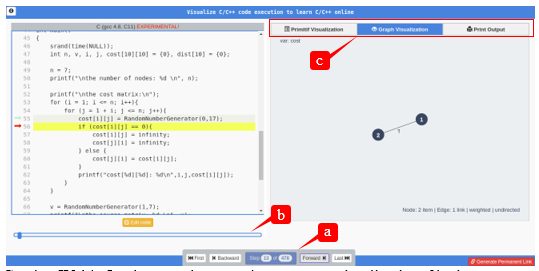 Visualize C/C++ code execution to learn C/C++ online
C (gcc 4.8, C11) EXPERIMENTAL!
45 {
46 srand(time(NULL));
47 int n, v, i, j, cost[10][10] = {0}, dist[10] = {0};
48
49 n = 7;
50 printf("\nthe number of nodes: %d \n", n);
51
52 printf("\nthe cost matrix:\n");
53 for (i = 1; i <= n; i++){
54 for (j = 1 + i; j <= n; j++){
55 cost[i][j] = RandomNumberGenerator(0,17);
56 if (cost[i][j] == 0){
57 cost[i][j] = infinity;
58 cost[j][i] = infinity;
59 } else {
60 cost[j][i] = cost[i][j];
61 }
62 printf("cost[%d][%d]: %d\n",i,j,cost[i][j]);
63 }
64 }
65
66 v = RandomNumberGenerator(1,7);
Edit code
Primitif Visualization
Graph Visualization
Print Output
var: cost
c
1
2
7
Node: 2 item | Edge: 1 link | weighted | undirected
b
a
First
Backward
Step
of 476
Forward
Last
Generate Permanent Link